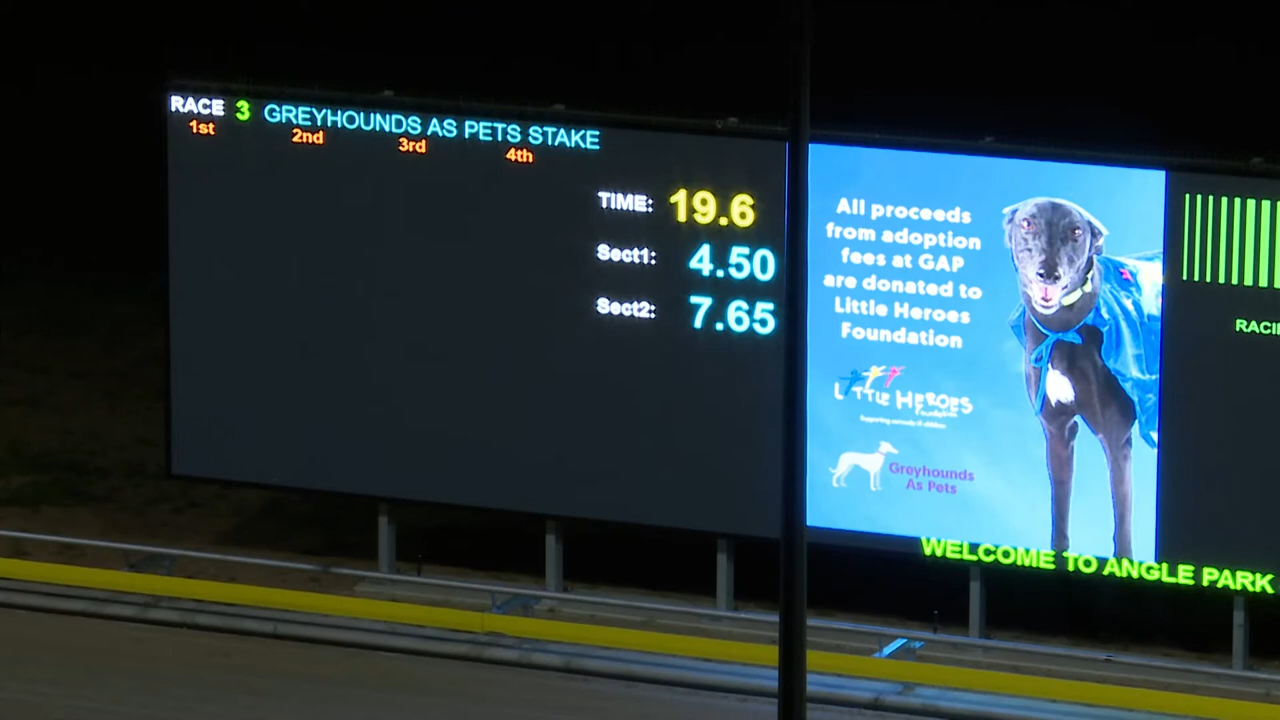 RACE 3 GREYHOUNDS AS PETS STAKE
1st 2nd 3rd 4th
TIME: 19.6
Sect1: 4.50
Sect2: 7.65
All proceeds
from adoption
fees at GAP
are donated to
Little Heroes
Foundation
LITTLE HEROES
Foundation
Greyhounds
As Pets
RACI
WELCOME TO ANGLE PARK